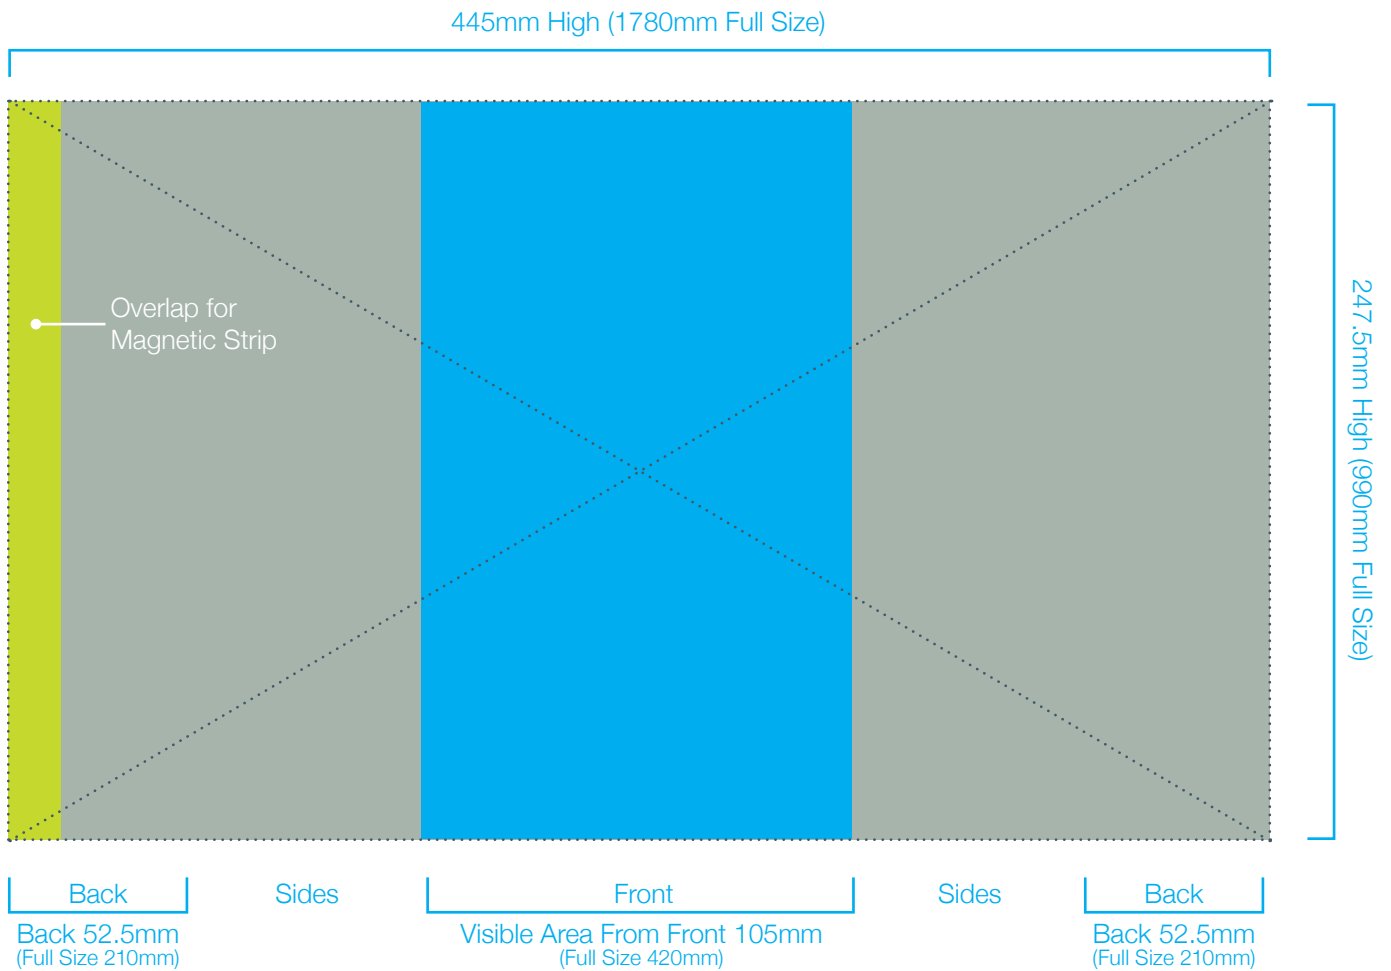 445mm High (1780mm Full Size)
Overlap for
Magnetic Strip
247.5mm High (990mm Full Size)
Back
Sides
Front
Sides
Back
Back 52.5mm
(Full Size 210mm)
Visible Area From Front 105mm
(Full Size 420mm)
Back 52.5mm
(Full Size 210mm)